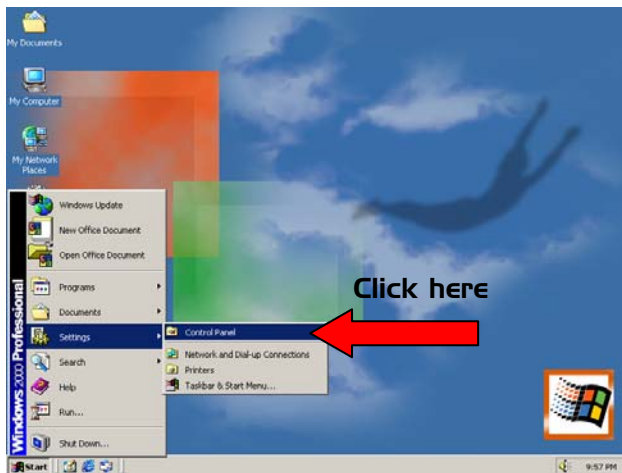 My Documents
My Computer
My Network
Places
Windows Update
New Office Document
Open Office Document
Programs
Documents
Settings
Search
Help
Run...
Shut Down...
Windows 2000 Professional
Control Panel
Network and Dial-up Connections
Printers
Taskbar & Start Menu...
Click here
Start
9:57 PM